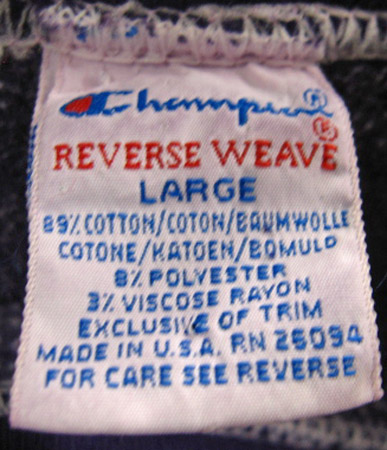 Champion®
REVERSE WEAVE®
LARGE
89% COTTON/COTON/BAUMWOLLE
COTONE/KATOEN/BOMULD
8% POLYESTER
3% VISCOSE RAYON
EXCLUSIVE OF TRIM
MADE IN U.S.A. RN 26094
FOR CARE SEE REVERSE